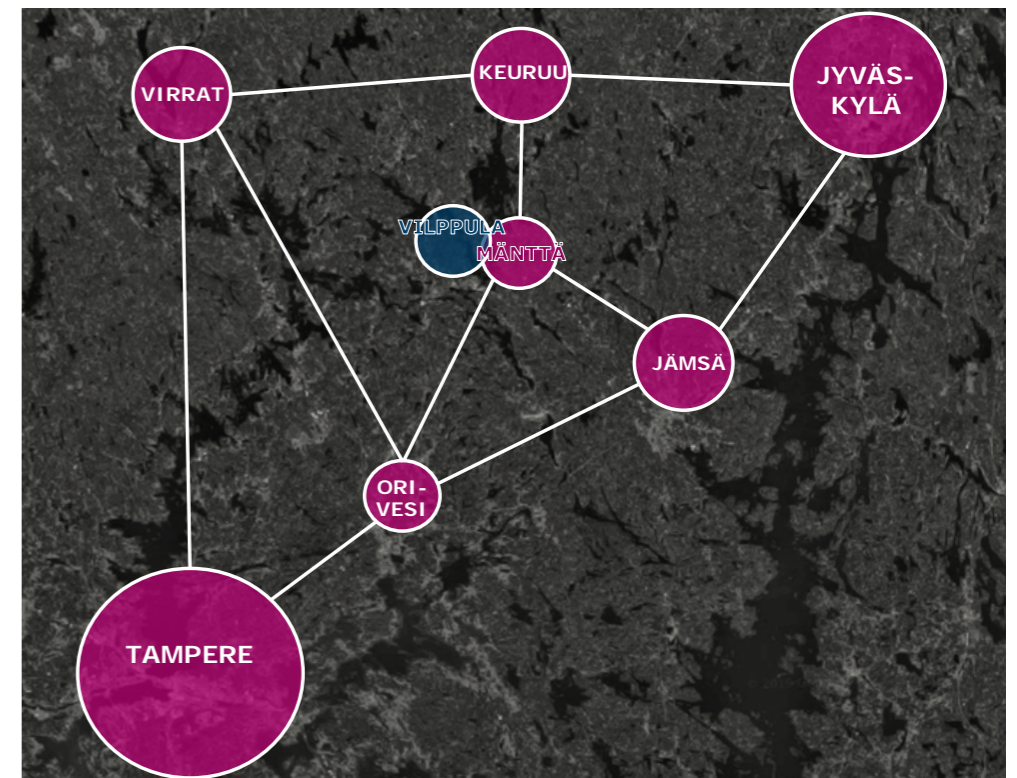 VIRRAT
KEURUU
JYVÄS-
KYLÄ
VILPPULA
MÄNTTÄ
JÄMSÄ
ORI-
VESI
TAMPERE